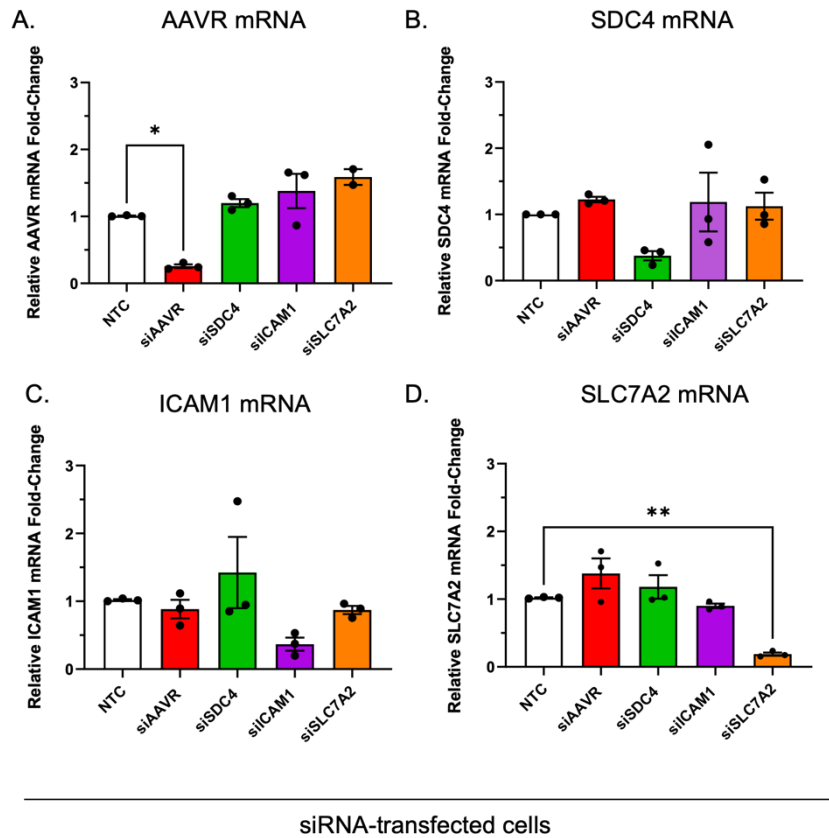 A.
AAVR mRNA
Relative AAVR mRNA Fold-Change
3
2
1
0
*
NTC
siAAVR
siSDC4
siICAM1
siSLC7A2
B.
SDC4 mRNA
Relative SDC4 mRNA Fold-Change
3
2
1
0
NTC
siAAVR
siSDC4
siICAM1
siSLC7A2
C.
ICAM1 mRNA
Relative ICAM1 mRNA Fold-Change
3
2
1
0
NTC
siAAVR
siSDC4
siICAM1
siSLC7A2
D.
SLC7A2 mRNA
Relative SLC7A2 mRNA Fold-Change
3
2
1
0
**
NTC
siAAVR
siSDC4
siICAM1
siSLC7A2
siRNA-transfected cells